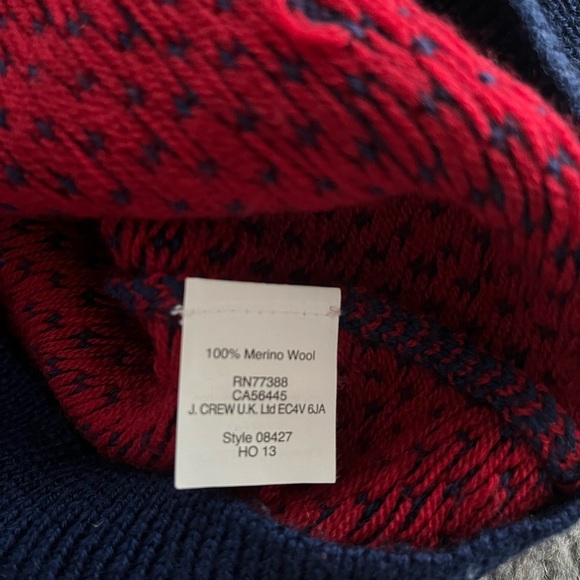 100% Merino Wool
RN77388
CA56445
J. CREW U.K. Ltd EC4V 6JA
Style 08427
HO 13